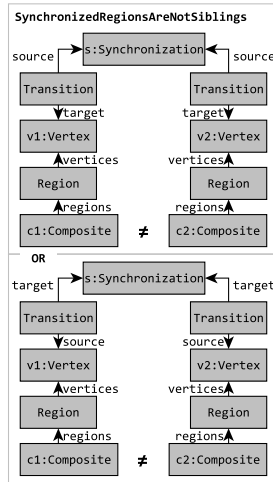 SynchronizedRegionsAreNotSiblings
s:Synchronization
source source
Transition Transition
target target
v1:Vertex v2:Vertex
vertices vertices
Region Region
regions regions
c1:Composite ≠ c2:Composite
OR
s:Synchronization
target target
Transition Transition
source source
v1:Vertex v2:Vertex
vertices vertices
Region Region
regions regions
c1:Composite ≠ c2:Composite